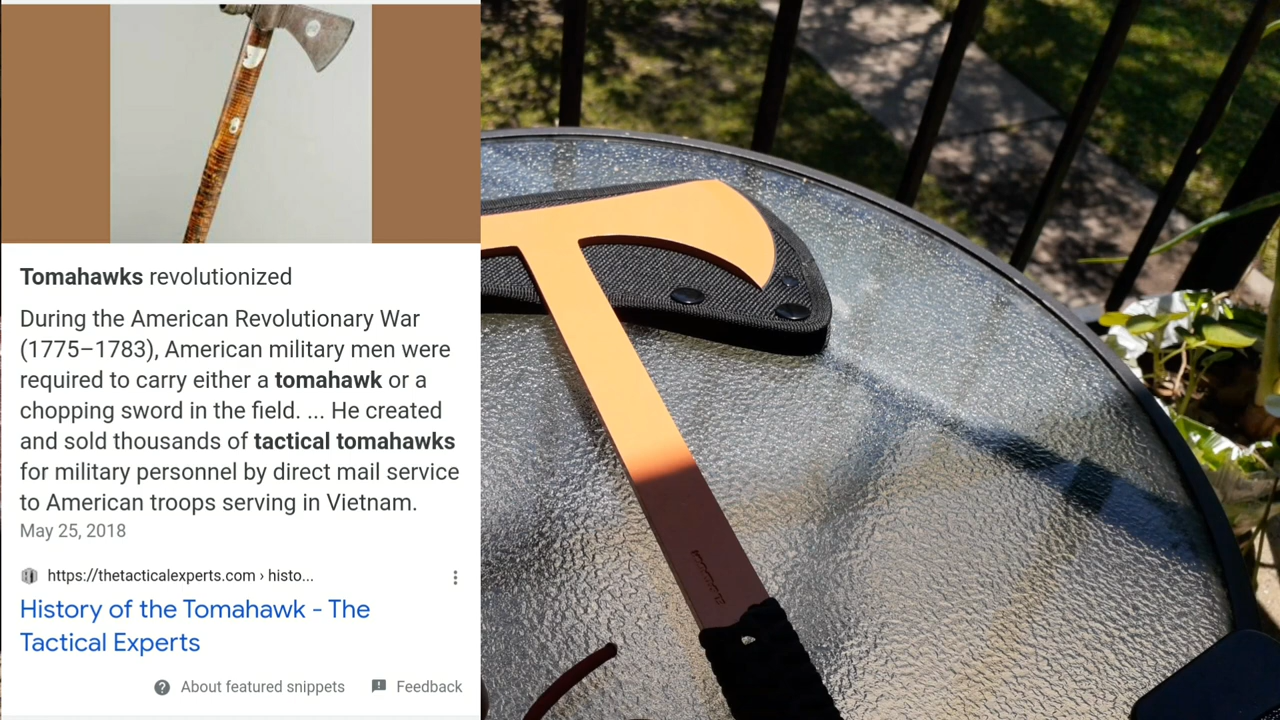 Tomahawks revolutionized
During the American Revolutionary War
(1775–1783), American military men were
required to carry either a tomahawk or a
chopping sword in the field. ... He created
and sold thousands of tactical tomahawks
for military personnel by direct mail service
to American troops serving in Vietnam.
May 25, 2018
https://thetacticalexperts.com › histo...
History of the Tomahawk - The
Tactical Experts
About featured snippets
Feedback